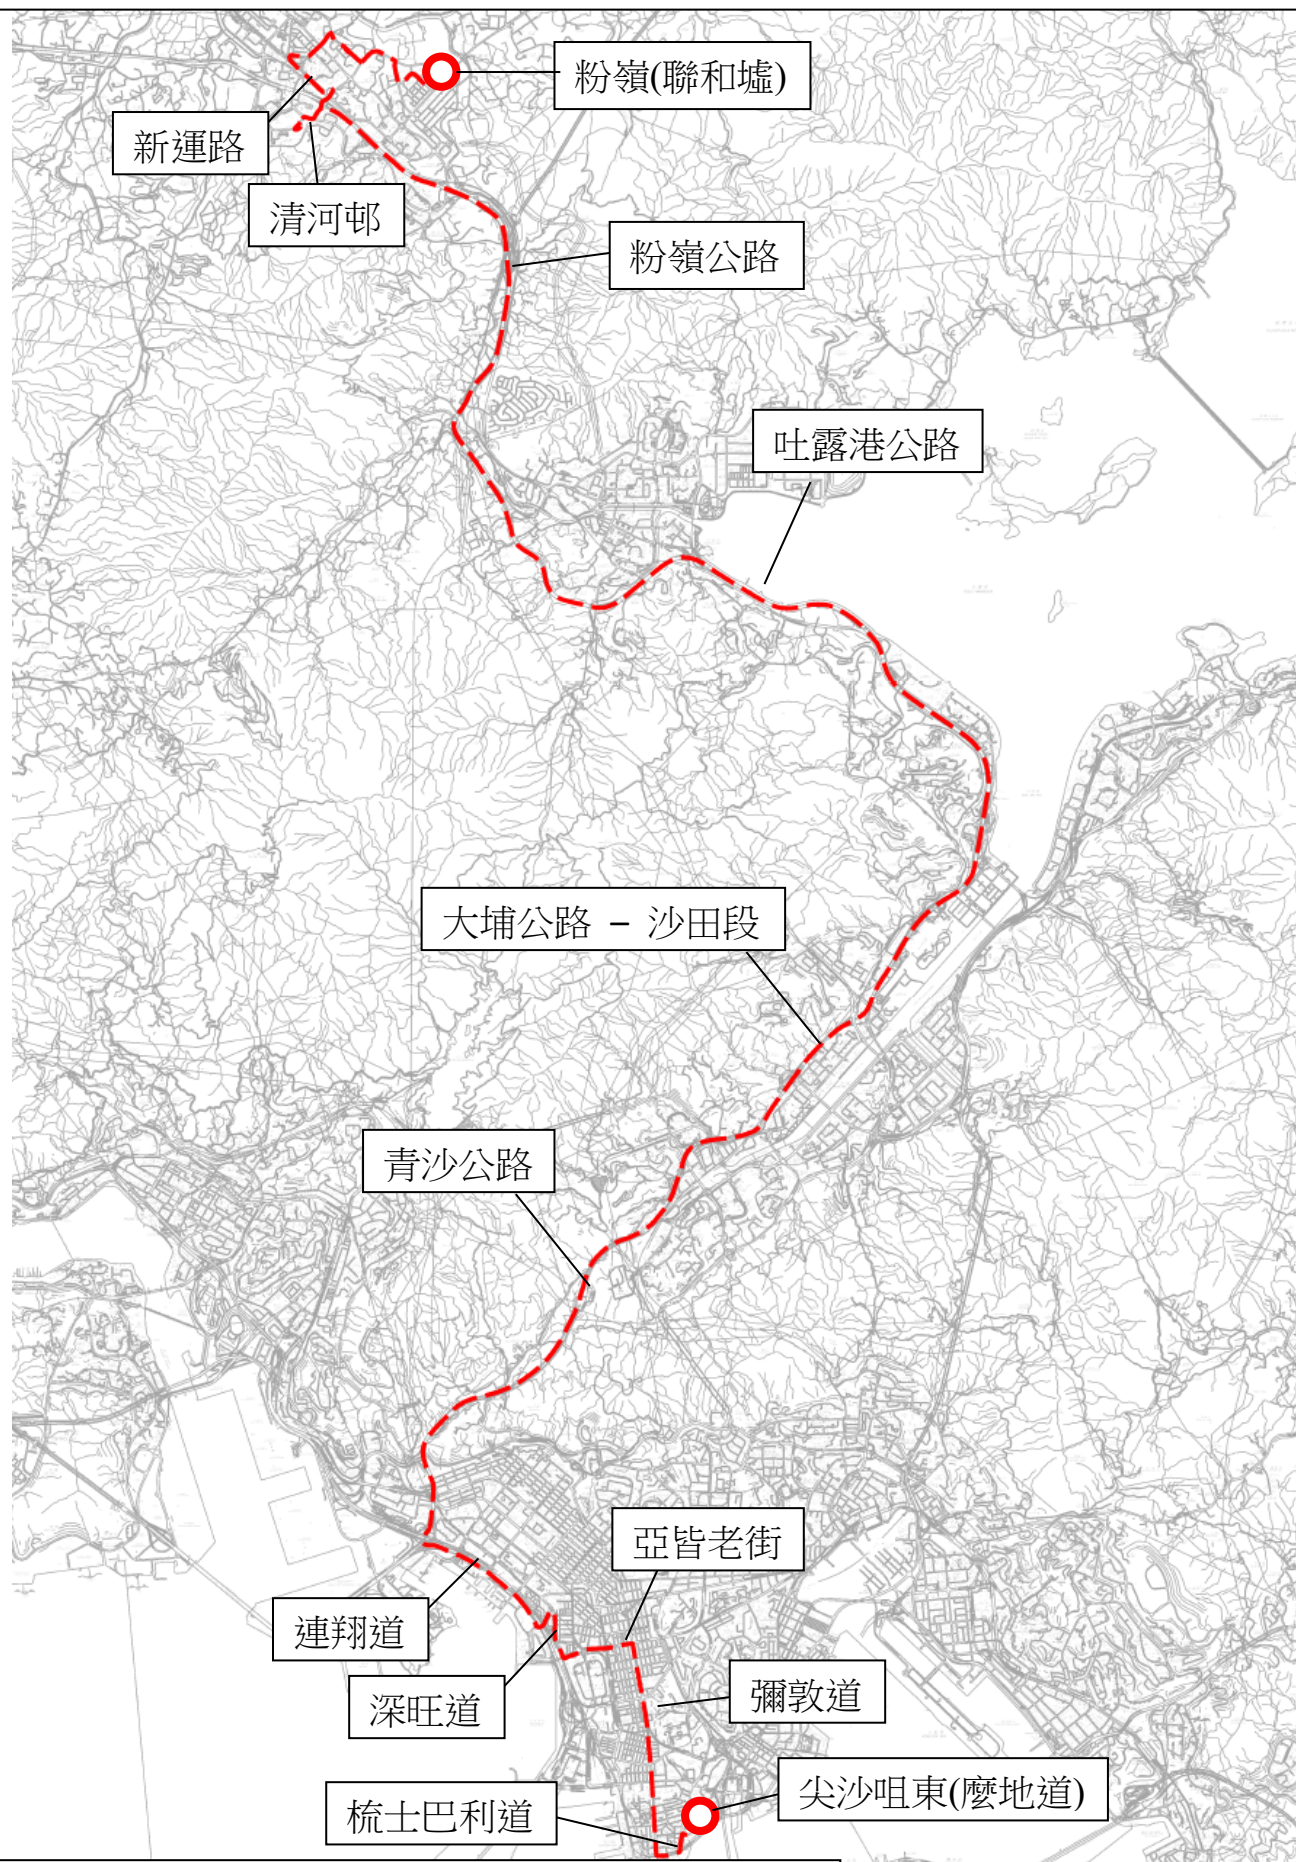 粉嶺(聯和墟)
新運路
清河邨
粉嶺公路
吐露港公路
大埔公路 – 沙田段
青沙公路
亞皆老街
連翔道
深旺道
彌敦道
尖沙咀東(麼地道)
梳士巴利道